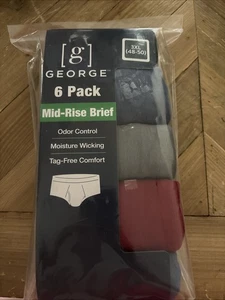 [g]
GEORGE
3XL
(48-50)
6 Pack
Mid-Rise Brief
Odor Control
Moisture Wicking
Tag-Free Comfort